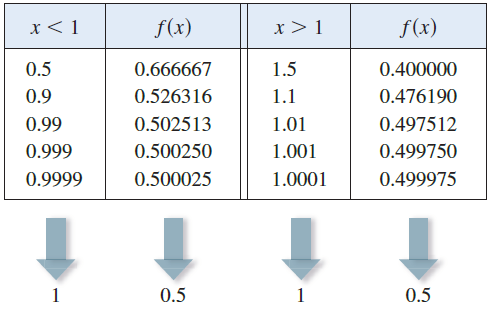 x < 1 f(x) x > 1 f(x)
0.5 0.666667 1.5 0.400000
0.9 0.526316 1.1 0.476190
0.99 0.502513 1.01 0.497512
0.999 0.500250 1.001 0.499750
0.9999 0.500025 1.0001 0.499975
1 0.5 1 0.5